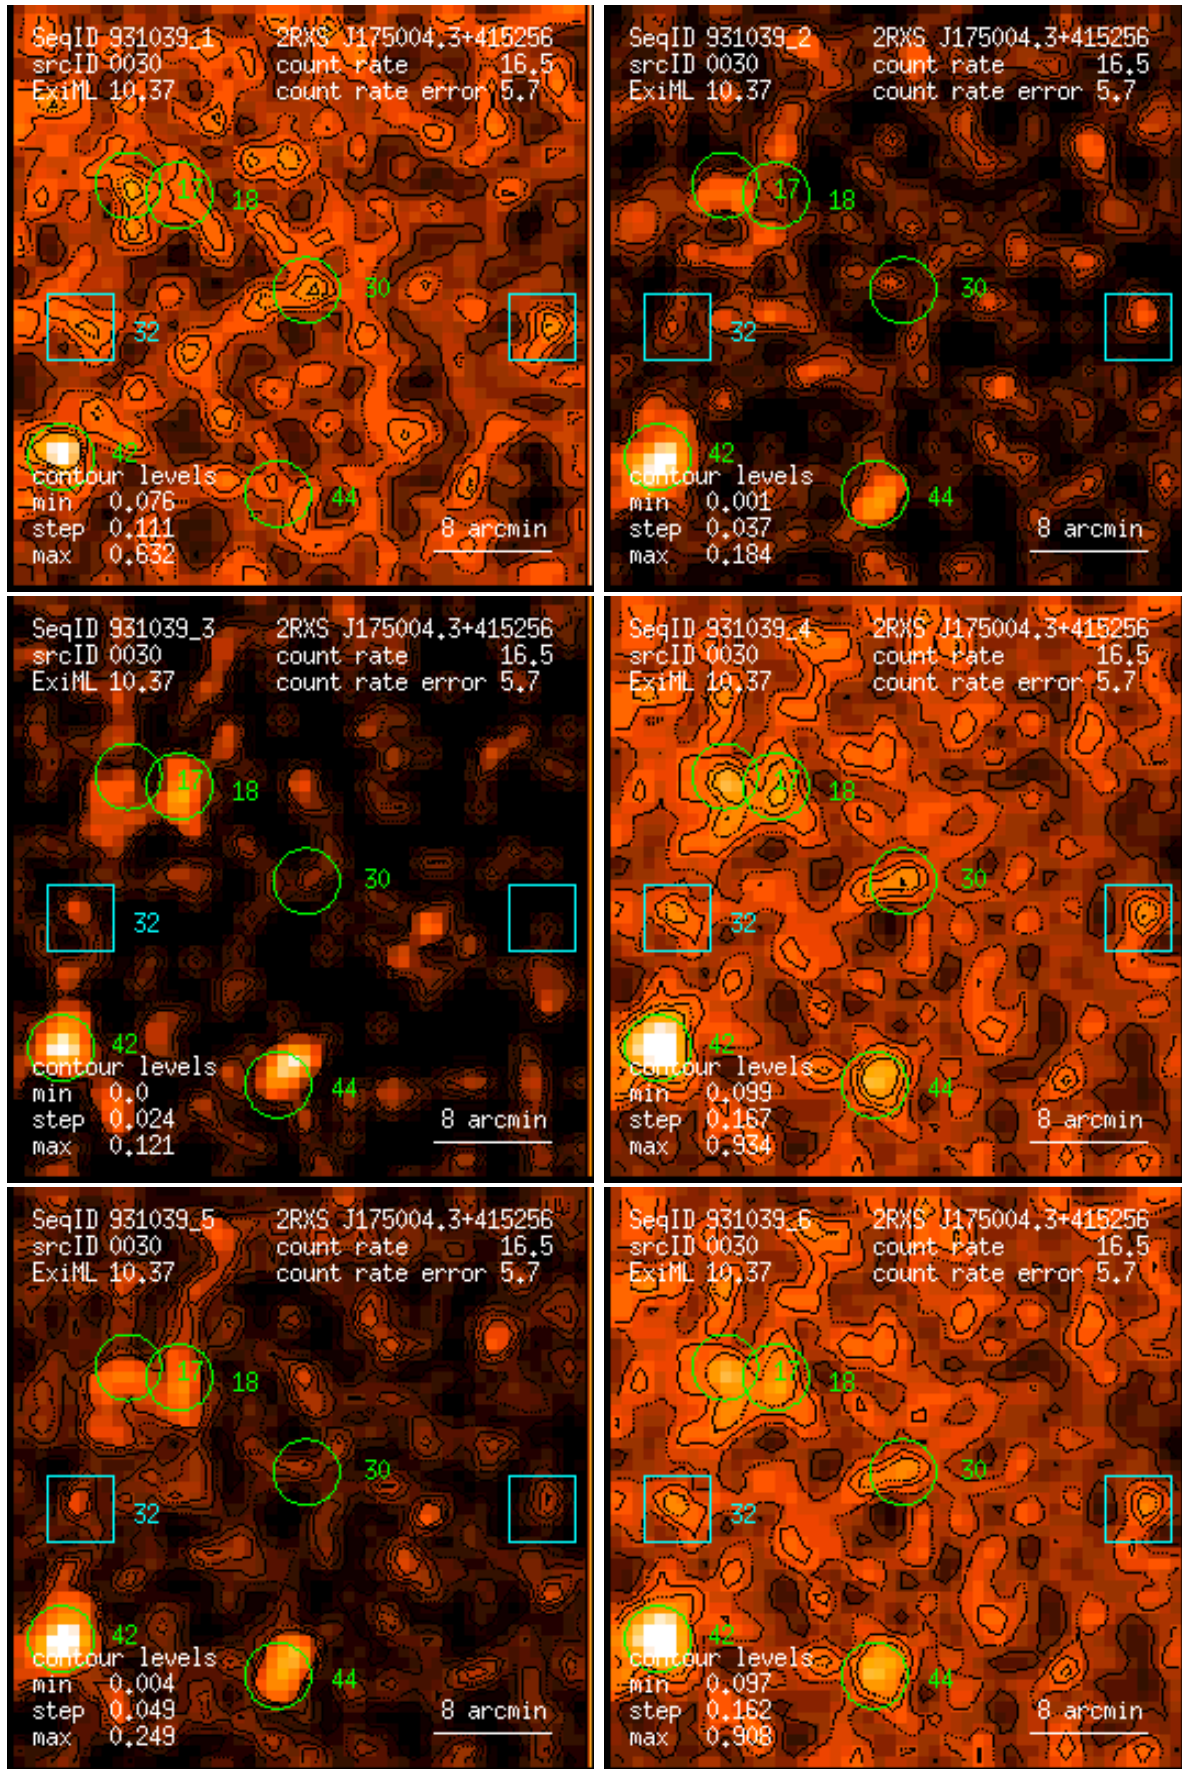 SeqID 931039_1 2RXS J175004.3+415256
srcID 0030 count rate 16.5
ExiML 10.37 count rate error 5.7
17
18
30
32
42
contour levels
min 0.076
44
step 0.111 8 arcmin
max 0.632
SeqID 931039_2 2RXS J175004.3+415256
srcID 0030 count rate 16.5
ExiML 10.37 count rate error 5.7
17
18
30
32
42
contour levels
min 0.001
44
step 0.037 8 arcmin
max 0.184
SeqID 931039_3 2RXS J175004.3+415256
srcID 0030 count rate 16.5
ExiML 10.37 count rate error 5.7
17
18
30
32
42
contour levels
min 0.0
44
step 0.024 8 arcmin
max 0.121
SeqID 931039_4 2RXS J175004.3+415256
srcID 0030 count rate 16.5
ExiML 10.37 count rate error 5.7
17
18
30
32
42
contour levels
min 0.099
44
step 0.167 8 arcmin
max 0.934
SeqID 931039_5 2RXS J175004.3+415256
srcID 0030 count rate 16.5
ExiML 10.37 count rate error 5.7
17
18
30
32
42
contour levels
min 0.004
44
step 0.049 8 arcmin
max 0.249
SeqID 931039_6 2RXS J175004.3+415256
srcID 0030 count rate 16.5
ExiML 10.37 count rate error 5.7
17
18
30
32
42
contour levels
min 0.097
44
step 0.162 8 arcmin
max 0.908